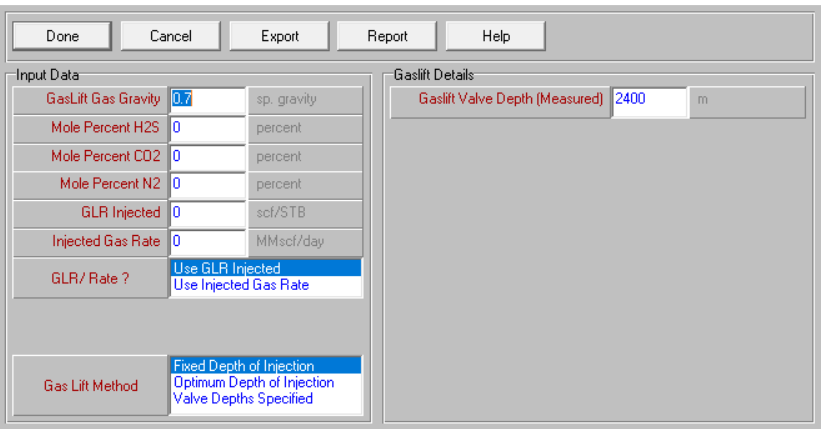 Done Cancel Export Report Help
Input Data
GasLift Gas Gravity 0.7 sp. gravity
Mole Percent H2S 0 percent
Mole Percent CO2 0 percent
Mole Percent N2 0 percent
GLR Injected 0 scf/STB
Injected Gas Rate 0 MMscf/day
GLR/ Rate ?
Use GLR Injected
Use Injected Gas Rate
Gas Lift Method
Fixed Depth of Injection
Optimum Depth of Injection
Valve Depths Specified
Gaslift Details
Gaslift Valve Depth (Measured) 2400 m